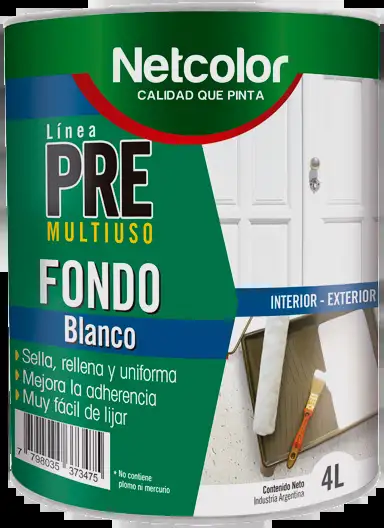 Netcolor
CALIDAD QUE PINTA
Línea
PRE
MULTIUSO
FONDO
Blanco
INTERIOR - EXTERIOR
• Sella, rellena y uniforma
• Mejora la adherencia
• Muy fácil de lijar
7 798035 373475
• No contiene
plomo ni mercurio
Contenido Neto
Industria Argentina
4L